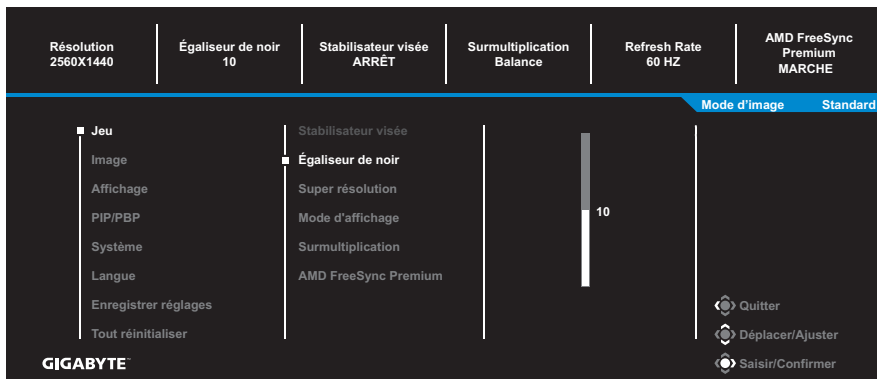 Résolution
2560X1440
Égaliseur de noir
10
Stabilisateur visée
ARRÊT
Surmultiplication
Balance
Refresh Rate
60 HZ
AMD FreeSync
Premium
MARCHE
Mode d'image Standard
Jeu
Image
Affichage
PIP/PBP
Système
Langue
Enregistrer réglages
Tout réinitialiser
Stabilisateur visée
Égaliseur de noir
Super résolution
Mode d'affichage
Surmultiplication
AMD FreeSync Premium
10
Quitter
Déplacer/Ajuster
Saisir/Confirmer
GIGABYTE™